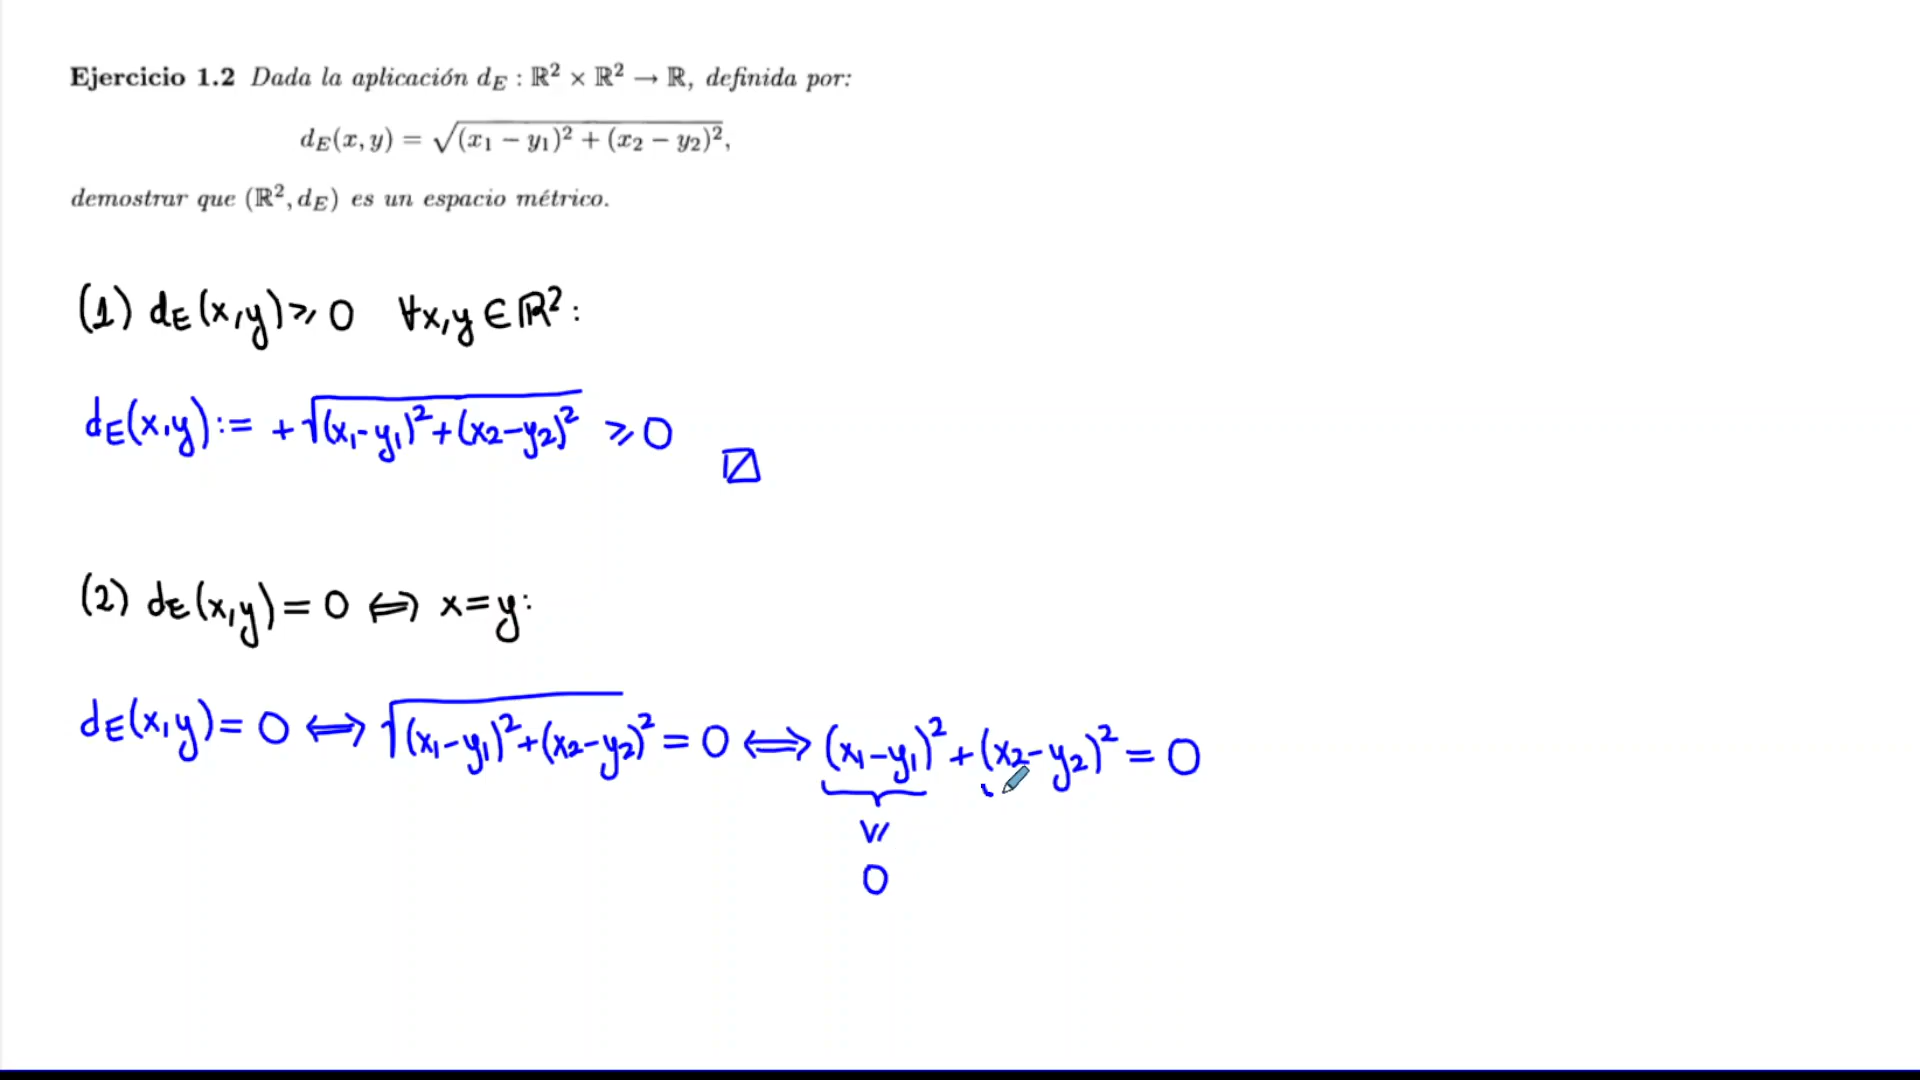 Ejercicio 1.2 Dada la aplicación d_E : ℝ² × ℝ² → ℝ, definida por:
d_E(x, y) = √((x₁ − y₁)² + (x₂ − y₂)²),
demostrar que (ℝ², d_E) es un espacio métrico.
(1) d_E(x,y) ⩾ 0 ∀x,y ∈ ℝ²:
d_E(x,y) := +√((x₁-y₁)²+(x₂-y₂)²) ⩾ 0
(2) d_E(x,y) = 0 ⟺ x=y:
d_E(x,y) = 0 ⟺ √((x₁-y₁)²+(x₂-y₂)²) = 0 ⟺ (x₁-y₁)² + (x₂-y₂)² = 0
⩾
0